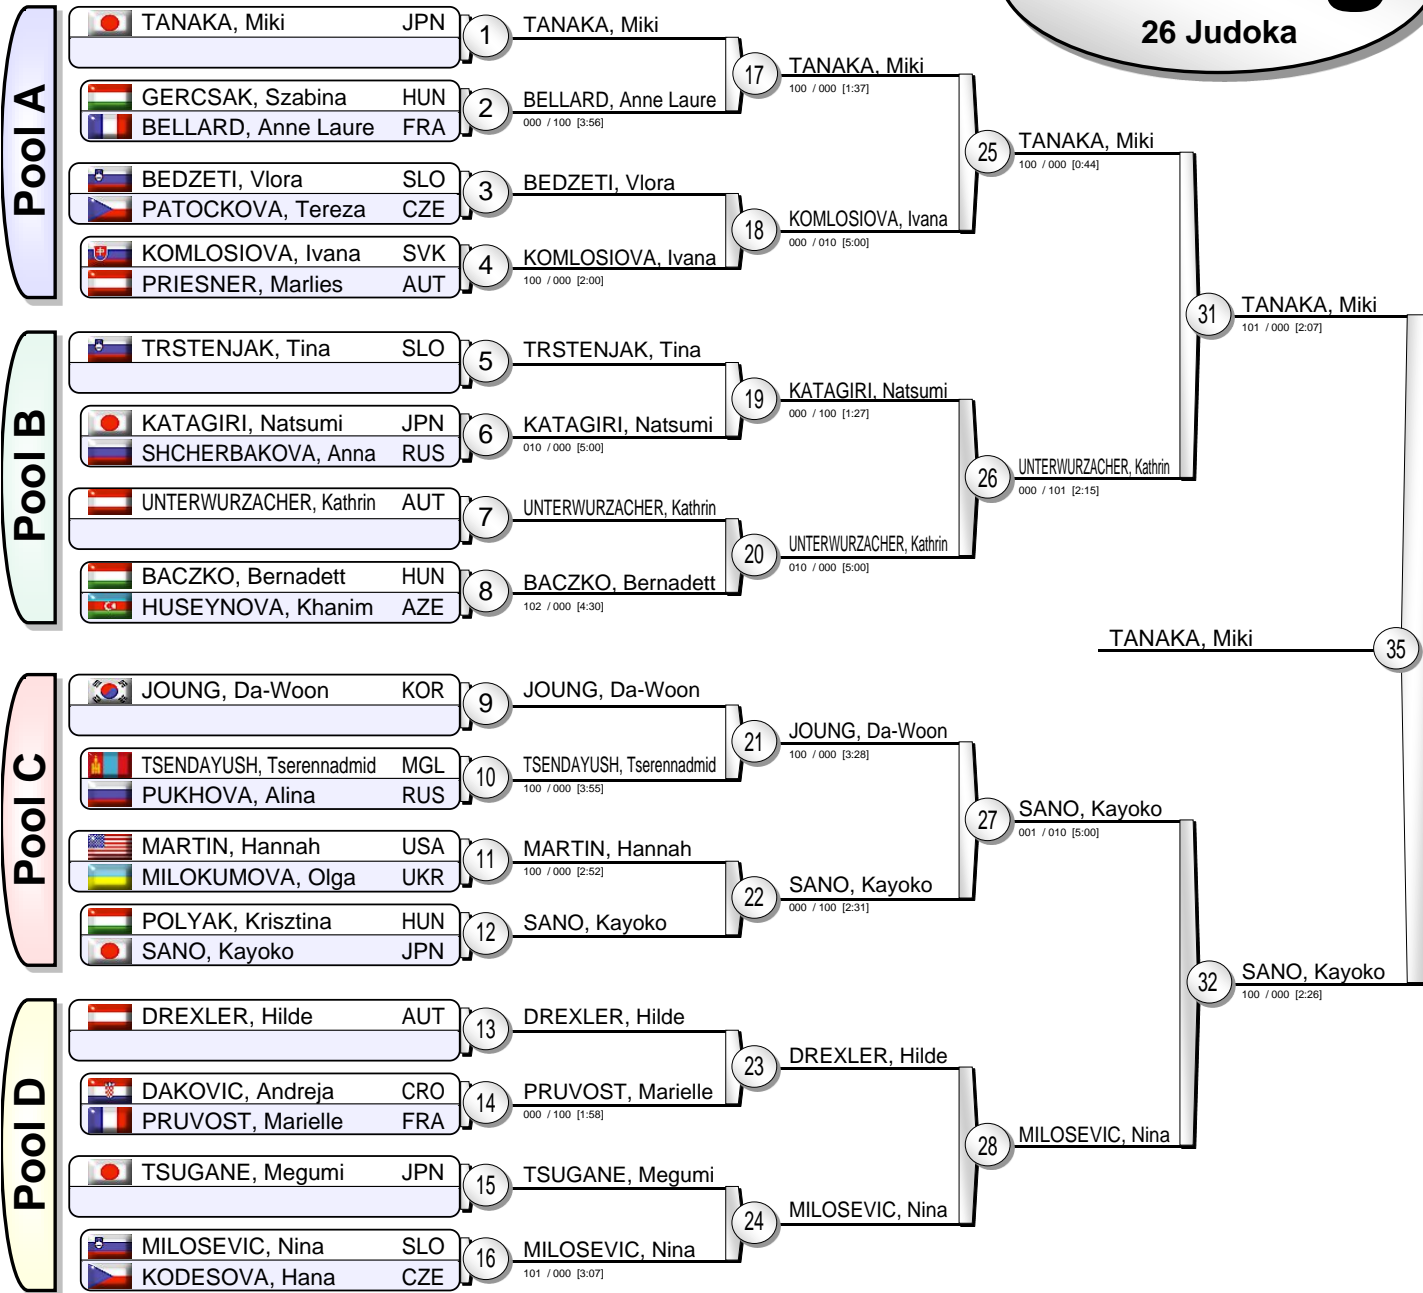 26 Judoka
Pool A
TANAKA, Miki JPN
GERCSAK, Szabina HUN
BELLARD, Anne Laure FRA
BEDZETI, Vlora SLO
PATOCKOVA, Tereza CZE
KOMLOSIOVA, Ivana SVK
PRIESNER, Marlies AUT
Pool B
TRSTENJAK, Tina SLO
KATAGIRI, Natsumi JPN
SHCHERBAKOVA, Anna RUS
UNTERWURZACHER, Kathrin AUT
BACZKO, Bernadett HUN
HUSEYNOVA, Khanim AZE
Pool C
JOUNG, Da-Woon KOR
TSENDAYUSH, Tserennadmid MGL
PUKHOVA, Alina RUS
MARTIN, Hannah USA
MILOKUMOVA, Olga UKR
POLYAK, Krisztina HUN
SANO, Kayoko JPN
Pool D
DREXLER, Hilde AUT
DAKOVIC, Andreja CRO
PRUVOST, Marielle FRA
TSUGANE, Megumi JPN
MILOSEVIC, Nina SLO
KODESOVA, Hana CZE
1 TANAKA, Miki
2 BELLARD, Anne Laure
000 / 100 [3:56]
3 BEDZETI, Vlora
4 KOMLOSIOVA, Ivana
100 / 000 [2:00]
5 TRSTENJAK, Tina
6 KATAGIRI, Natsumi
010 / 000 [5:00]
7 UNTERWURZACHER, Kathrin
8 BACZKO, Bernadett
102 / 000 [4:30]
9 JOUNG, Da-Woon
10 TSENDAYUSH, Tserennadmid
100 / 000 [3:55]
11 MARTIN, Hannah
100 / 000 [2:52]
12 SANO, Kayoko
13 DREXLER, Hilde
14 PRUVOST, Marielle
000 / 100 [1:58]
15 TSUGANE, Megumi
16 MILOSEVIC, Nina
101 / 000 [3:07]
17 TANAKA, Miki
100 / 000 [1:37]
18 KOMLOSIOVA, Ivana
000 / 010 [5:00]
19 KATAGIRI, Natsumi
000 / 100 [1:27]
20 UNTERWURZACHER, Kathrin
010 / 000 [5:00]
21 JOUNG, Da-Woon
100 / 000 [3:28]
22 SANO, Kayoko
000 / 100 [2:31]
23 DREXLER, Hilde
24 MILOSEVIC, Nina
25 TANAKA, Miki
100 / 000 [0:44]
26 UNTERWURZACHER, Kathrin
000 / 101 [2:15]
27 SANO, Kayoko
001 / 010 [5:00]
28 MILOSEVIC, Nina
31 TANAKA, Miki
101 / 000 [2:07]
32 SANO, Kayoko
100 / 000 [2:26]
TANAKA, Miki 35